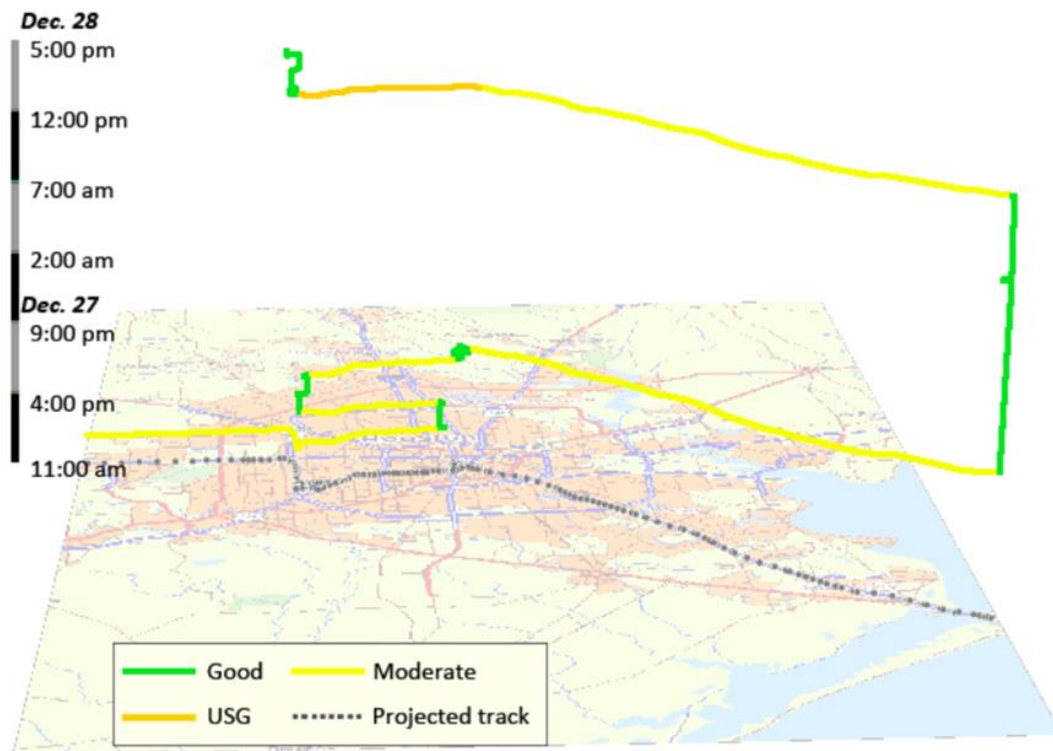 Dec. 28
5:00 pm
12:00 pm
7:00 am
2:00 am
Dec. 27
9:00 pm
4:00 pm
11:00 am
Good
Moderate
USG
Projected track